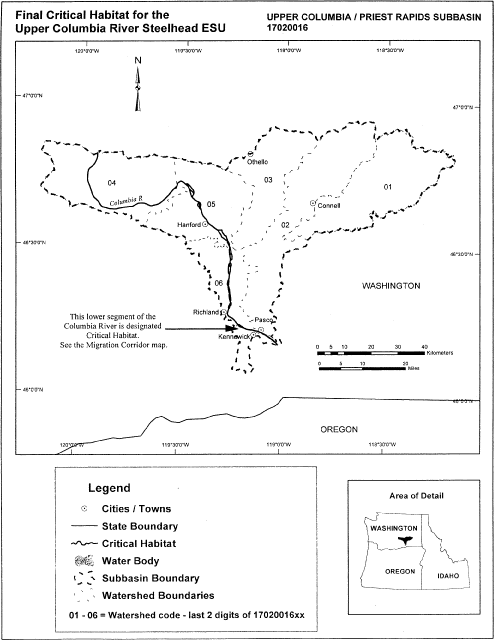 Final Critical Habitat for the
Upper Columbia River Steelhead ESU
UPPER COLUMBIA / PRIEST RAPIDS SUBBASIN
17020016
120°0'0"W
119°30'0"W
119°0'0"W
118°30'0"W
N
47°0'0"N
47°0'0"N
Othello
04
03
01
Columbia R.
05
Connell
Hanford
02
46°30'0"N
46°30'0"N
06
WASHINGTON
Richland
Pasco
Kennewick
This lower segment of the
Columbia River is designated
Critical Habitat.
See the Migration Corridor map.
0 5 10 20 30 40
Kilometers
0 5 10 20
Miles
46°0'0"N
46°0'0"N
OREGON
120°0'0"W
119°30'0"W
119°0'0"W
118°30'0"W
Legend
Cities / Towns
State Boundary
Critical Habitat
Water Body
Subbasin Boundary
Watershed Boundaries
01 - 06 = Watershed code - last 2 digits of 17020016xx
Area of Detail
WASHINGTON
OREGON
IDAHO